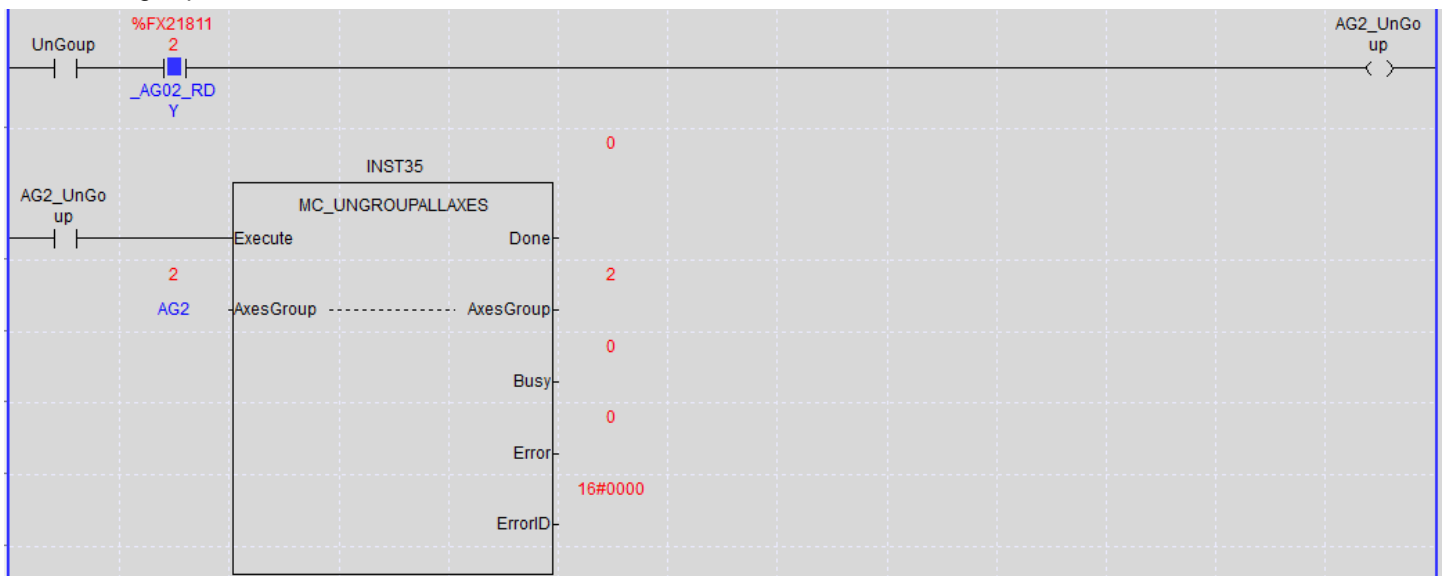 %FX21811
2
UnGoup
_AG02_RD
Y
AG2_UnGo
up
0
INST35
MC_UNGROUPALLAXES
AG2_UnGo
up
Execute Done
2 2
AG2 AxesGroup AxesGroup
0
Busy
0
Error
16#0000
ErrorID